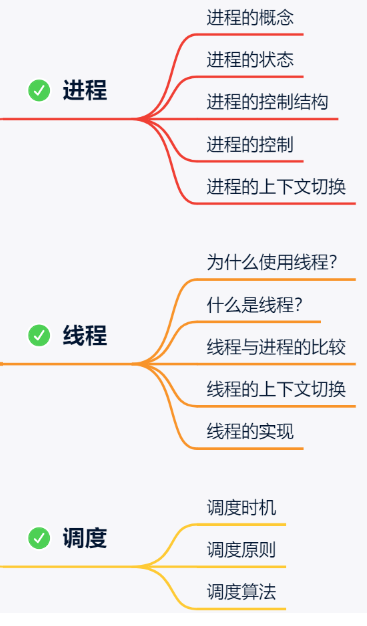 进程的概念
进程的状态
进程
进程的控制结构
进程的控制
进程的上下文切换
为什么使用线程?
什么是线程?
线程
线程与进程的比较
线程的上下文切换
线程的实现
调度时机
调度
调度原则
调度算法